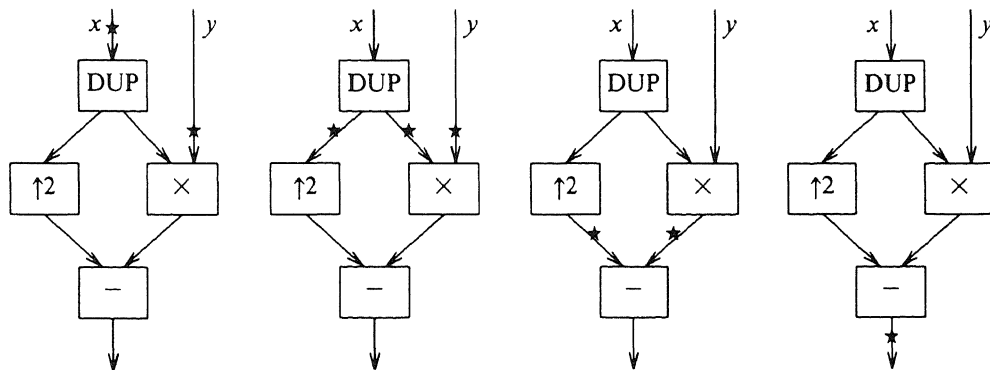 x y x y x y x y
DUP DUP DUP DUP
↑2 × ↑2 × ↑2 × ↑2 ×
− − − −